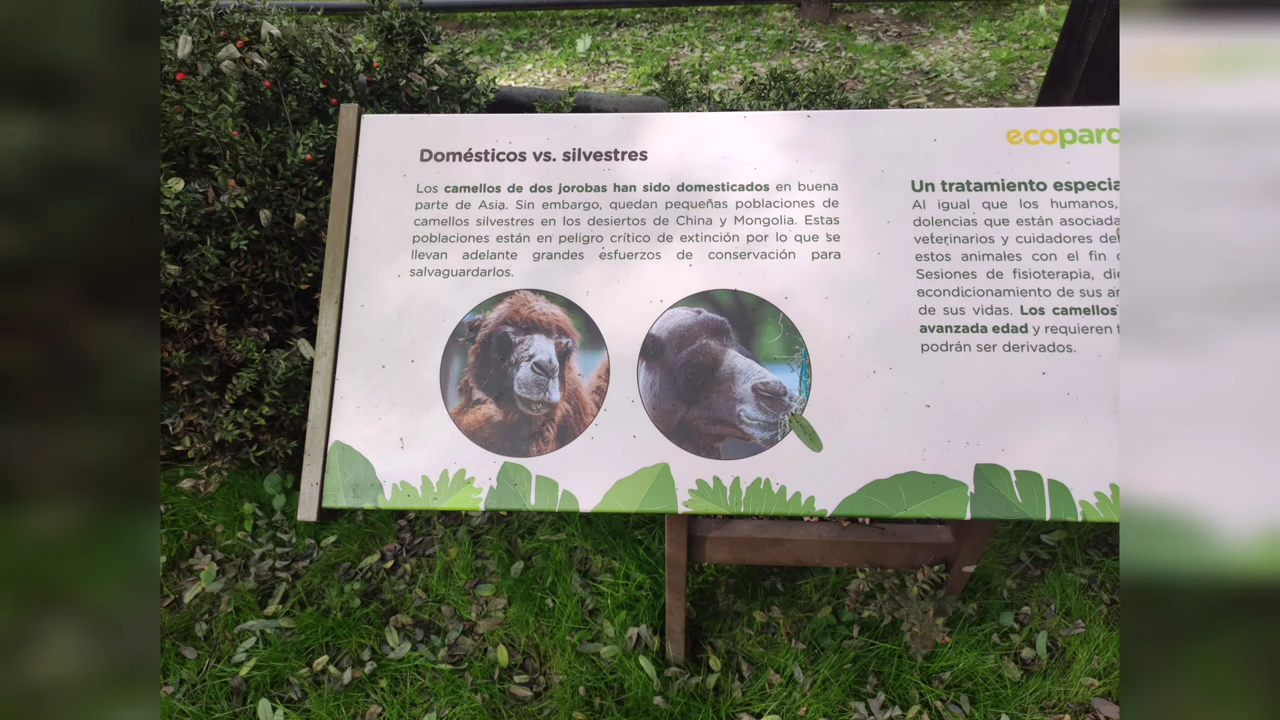 Domésticos vs. silvestres
Los camellos de dos jorobas han sido domesticados en buena
parte de Asia. Sin embargo, quedan pequeñas poblaciones de
camellos silvestres en los desiertos de China y Mongolia. Estas
poblaciones están en peligro crítico de extinción por lo que se
llevan adelante grandes esfuerzos de conservación para
salvaguardarlos.
ecoparq
Un tratamiento especia
Al igual que los humanos,
dolencias que están asociada
veterinarios y cuidadores del
estos animales con el fin
Sesiones de fisioterapia, die
acondicionamiento de sus
de sus vidas. Los camellos
avanzada edad y requieren
podrán ser derivados.